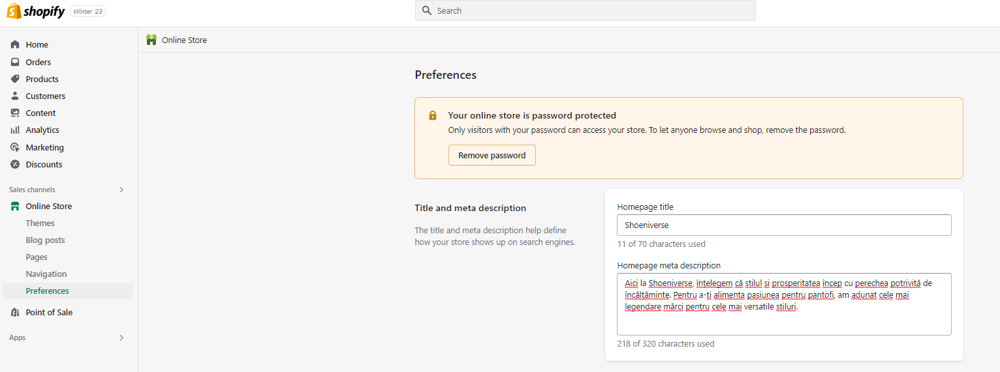 shopify
Winter '23
Search
Home
Orders
Products
Customers
Content
Analytics
Marketing
Discounts
Sales channels
Online Store
Themes
Blog posts
Pages
Navigation
Preferences
Point of Sale
Apps
Online Store
Preferences
Your online store is password protected
Only visitors with your password can access your store. To let anyone browse and shop, remove the password.
Remove password
Title and meta description
The title and meta description help define
how your store shows up on search engines.
Homepage title
Shoeniverse
11 of 70 characters used
Homepage meta description
Aici la Shoeniverse, înțelegem că stilul si prosperitatea încep cu perechea potrivită de
încăltăminte. Pentru a-ti alimenta pasiunea pentru pantofi, am adunat cele mai
legendare mărci pentru cele mai versatile stiluri.
218 of 320 characters used